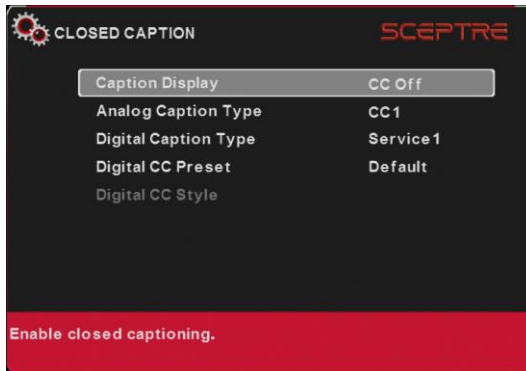 CLOSED CAPTION SCEPTRE
Caption Display CC Off
Analog Caption Type CC1
Digital Caption Type Service1
Digital CC Preset Default
Digital CC Style
Enable closed captioning.